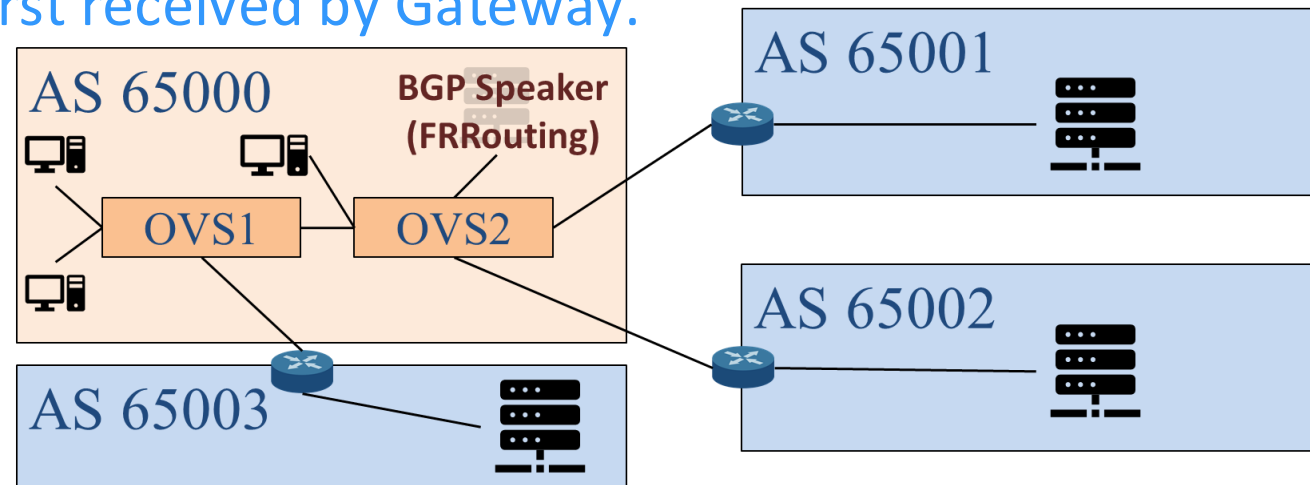 rst received by Gateway.
AS 65000
BGP Speaker
(FRRouting)
OVS1
OVS2
AS 65001
AS 65002
AS 65003